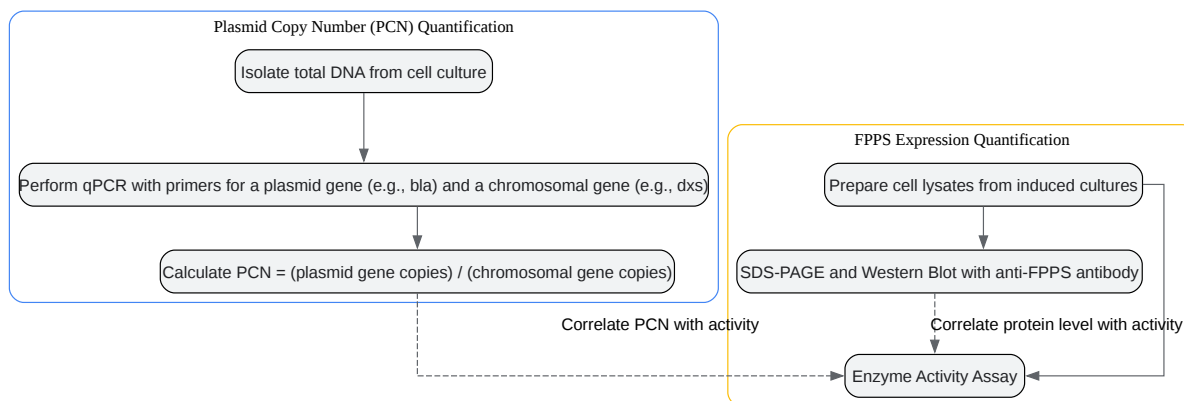 Plasmid Copy Number (PCN) Quantification
Isolate total DNA from cell culture
Perform qPCR with primers for a plasmid gene (e.g., bla) and a chromosomal gene (e.g., dxs)
Calculate PCN = (plasmid gene copies) / (chromosomal gene copies)
FPPS Expression Quantification
Prepare cell lysates from induced cultures
SDS-PAGE and Western Blot with anti-FPPS antibody
Correlate PCN with activity
Correlate protein level with activity
Enzyme Activity Assay